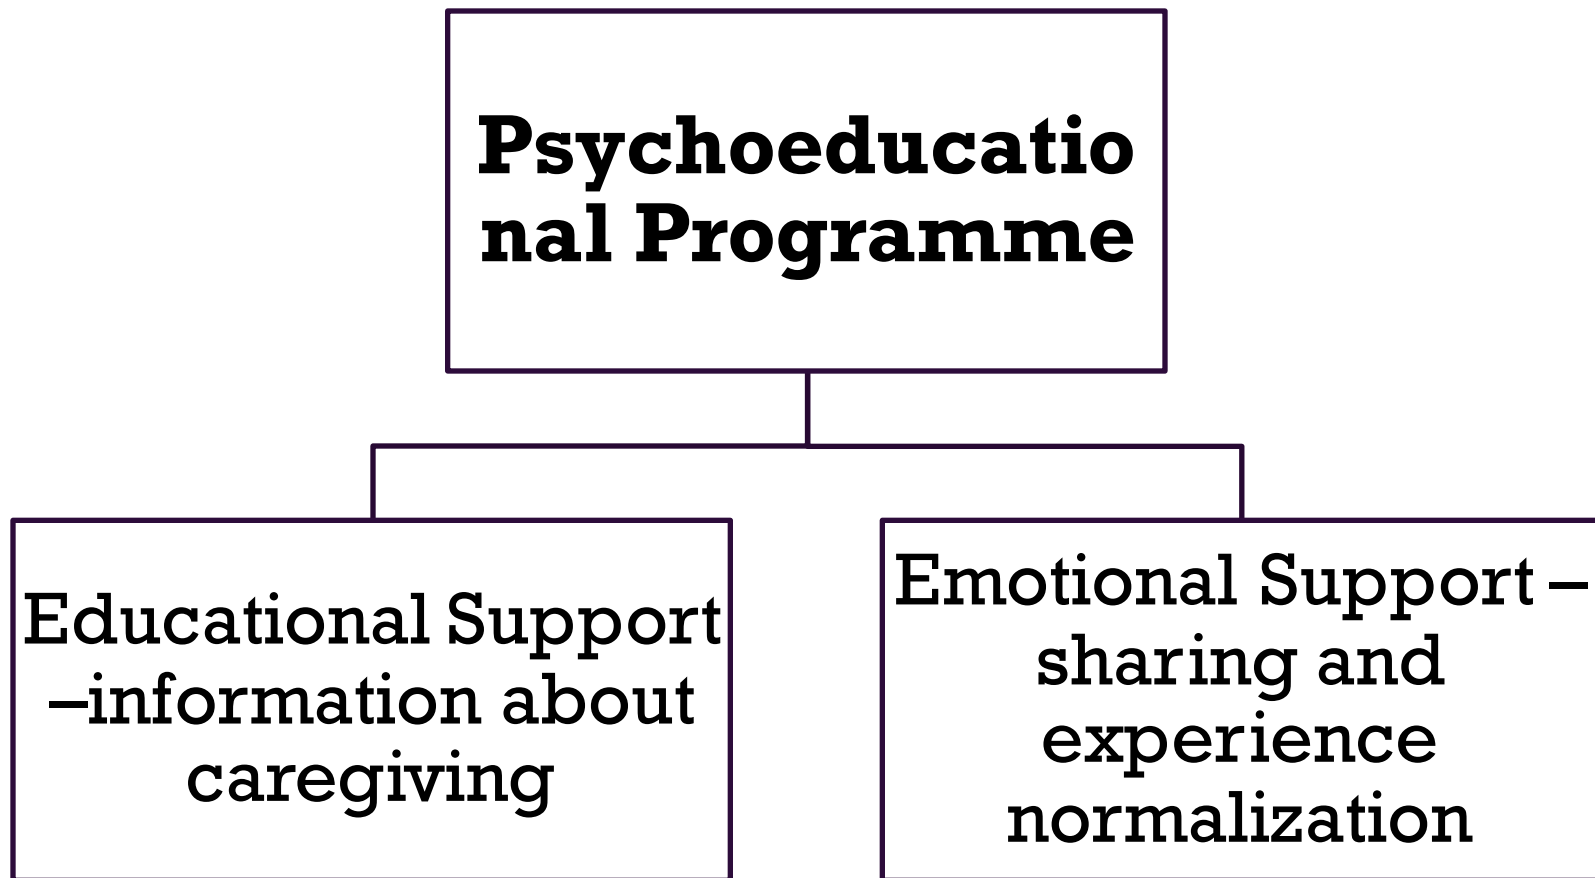 Psychoeducatio
nal Programme
Educational Support
–information about
caregiving
Emotional Support –
sharing and
experience
normalization